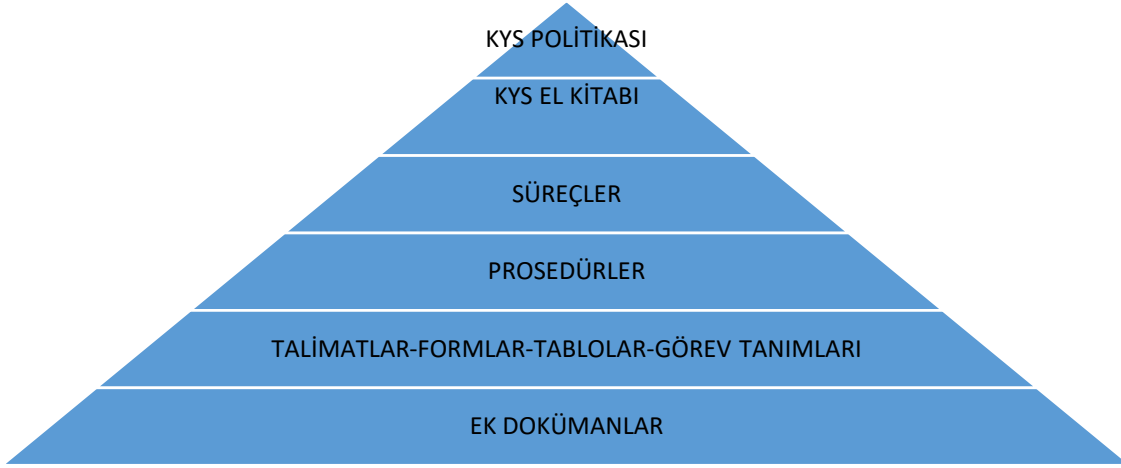 KYS POLİTİKASI
KYS EL KİTABI
SÜREÇLER
PROSEDÜRLER
TALİMATLAR-FORMLAR-TABLOLAR-GÖREV TANIMLARI
EK DOKÜMANLAR